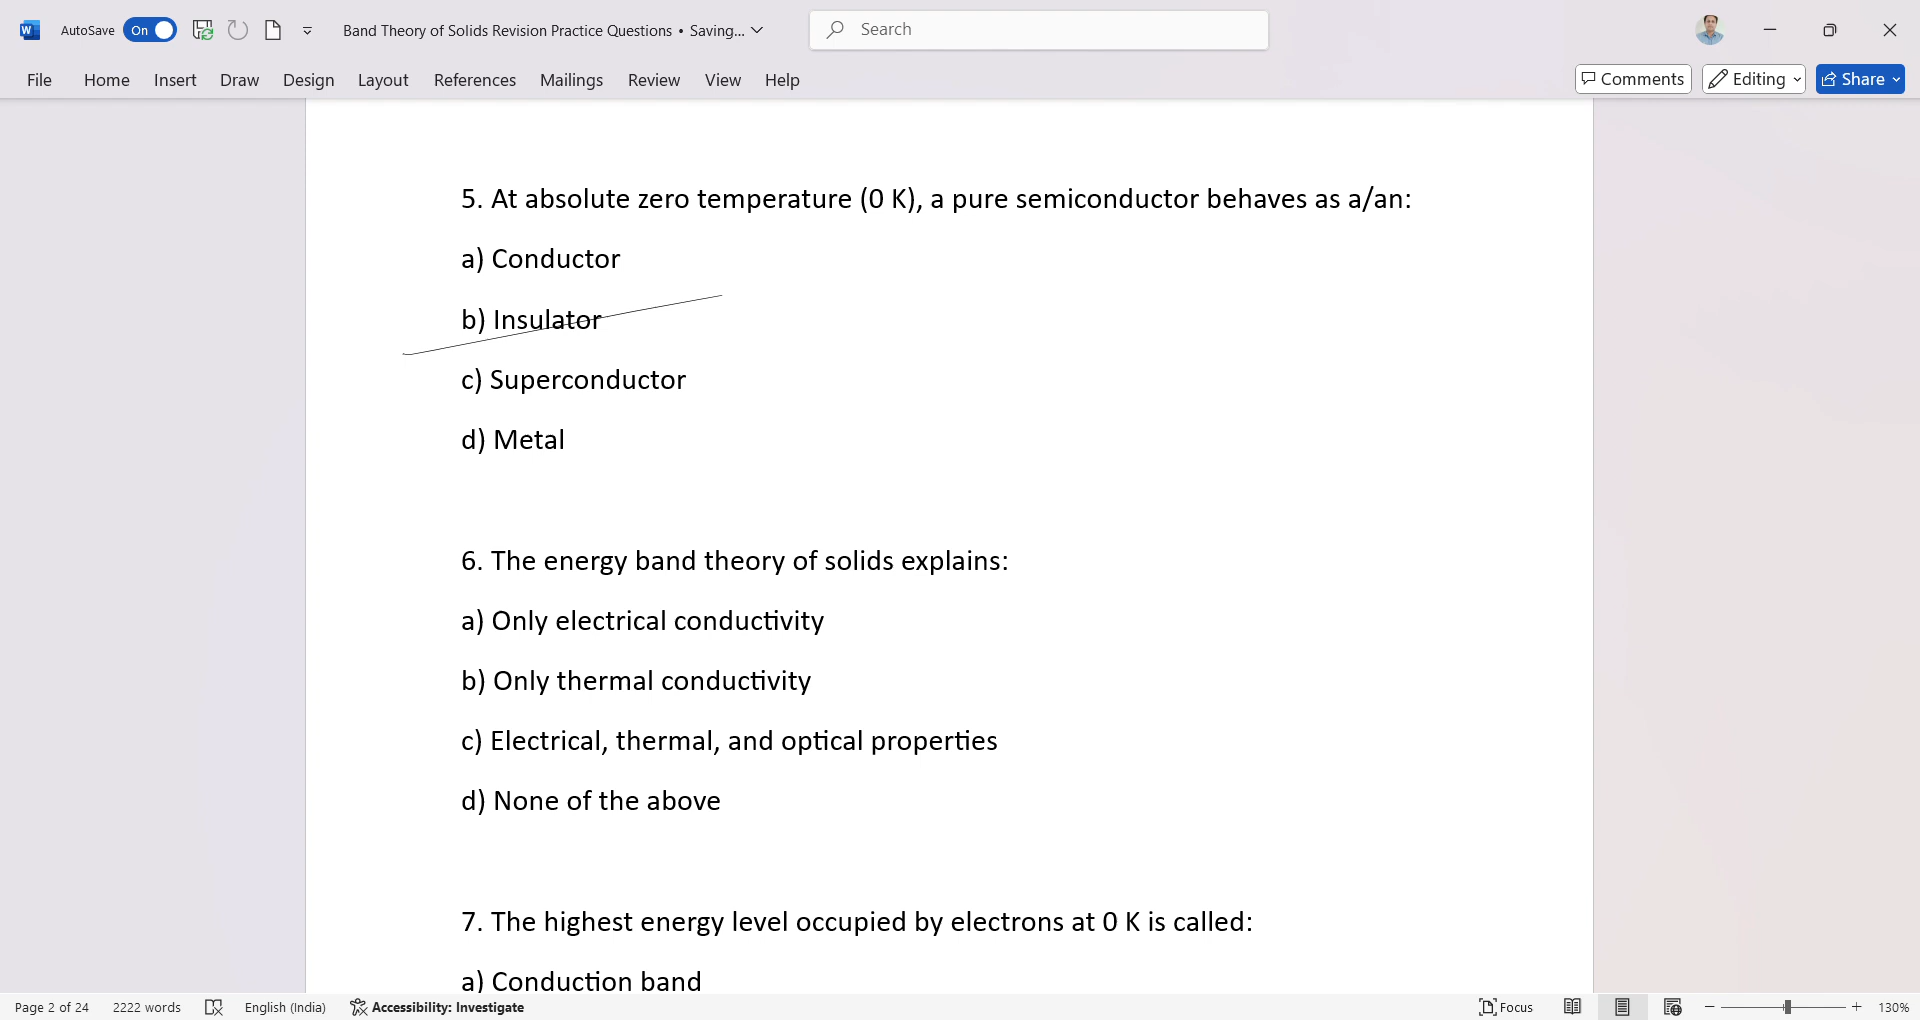 AutoSave On Band Theory of Solids Revision Practice Questions • Saving... Search
File Home Insert Draw Design Layout References Mailings Review View Help Comments Editing Share
5. At absolute zero temperature (0 K), a pure semiconductor behaves as a/an:
a) Conductor
b) Insulator
c) Superconductor
d) Metal
6. The energy band theory of solids explains:
a) Only electrical conductivity
b) Only thermal conductivity
c) Electrical, thermal, and optical properties
d) None of the above
7. The highest energy level occupied by electrons at 0 K is called:
a) Conduction band
Page 2 of 24 2222 words English (India) Accessibility: Investigate Focus 130%